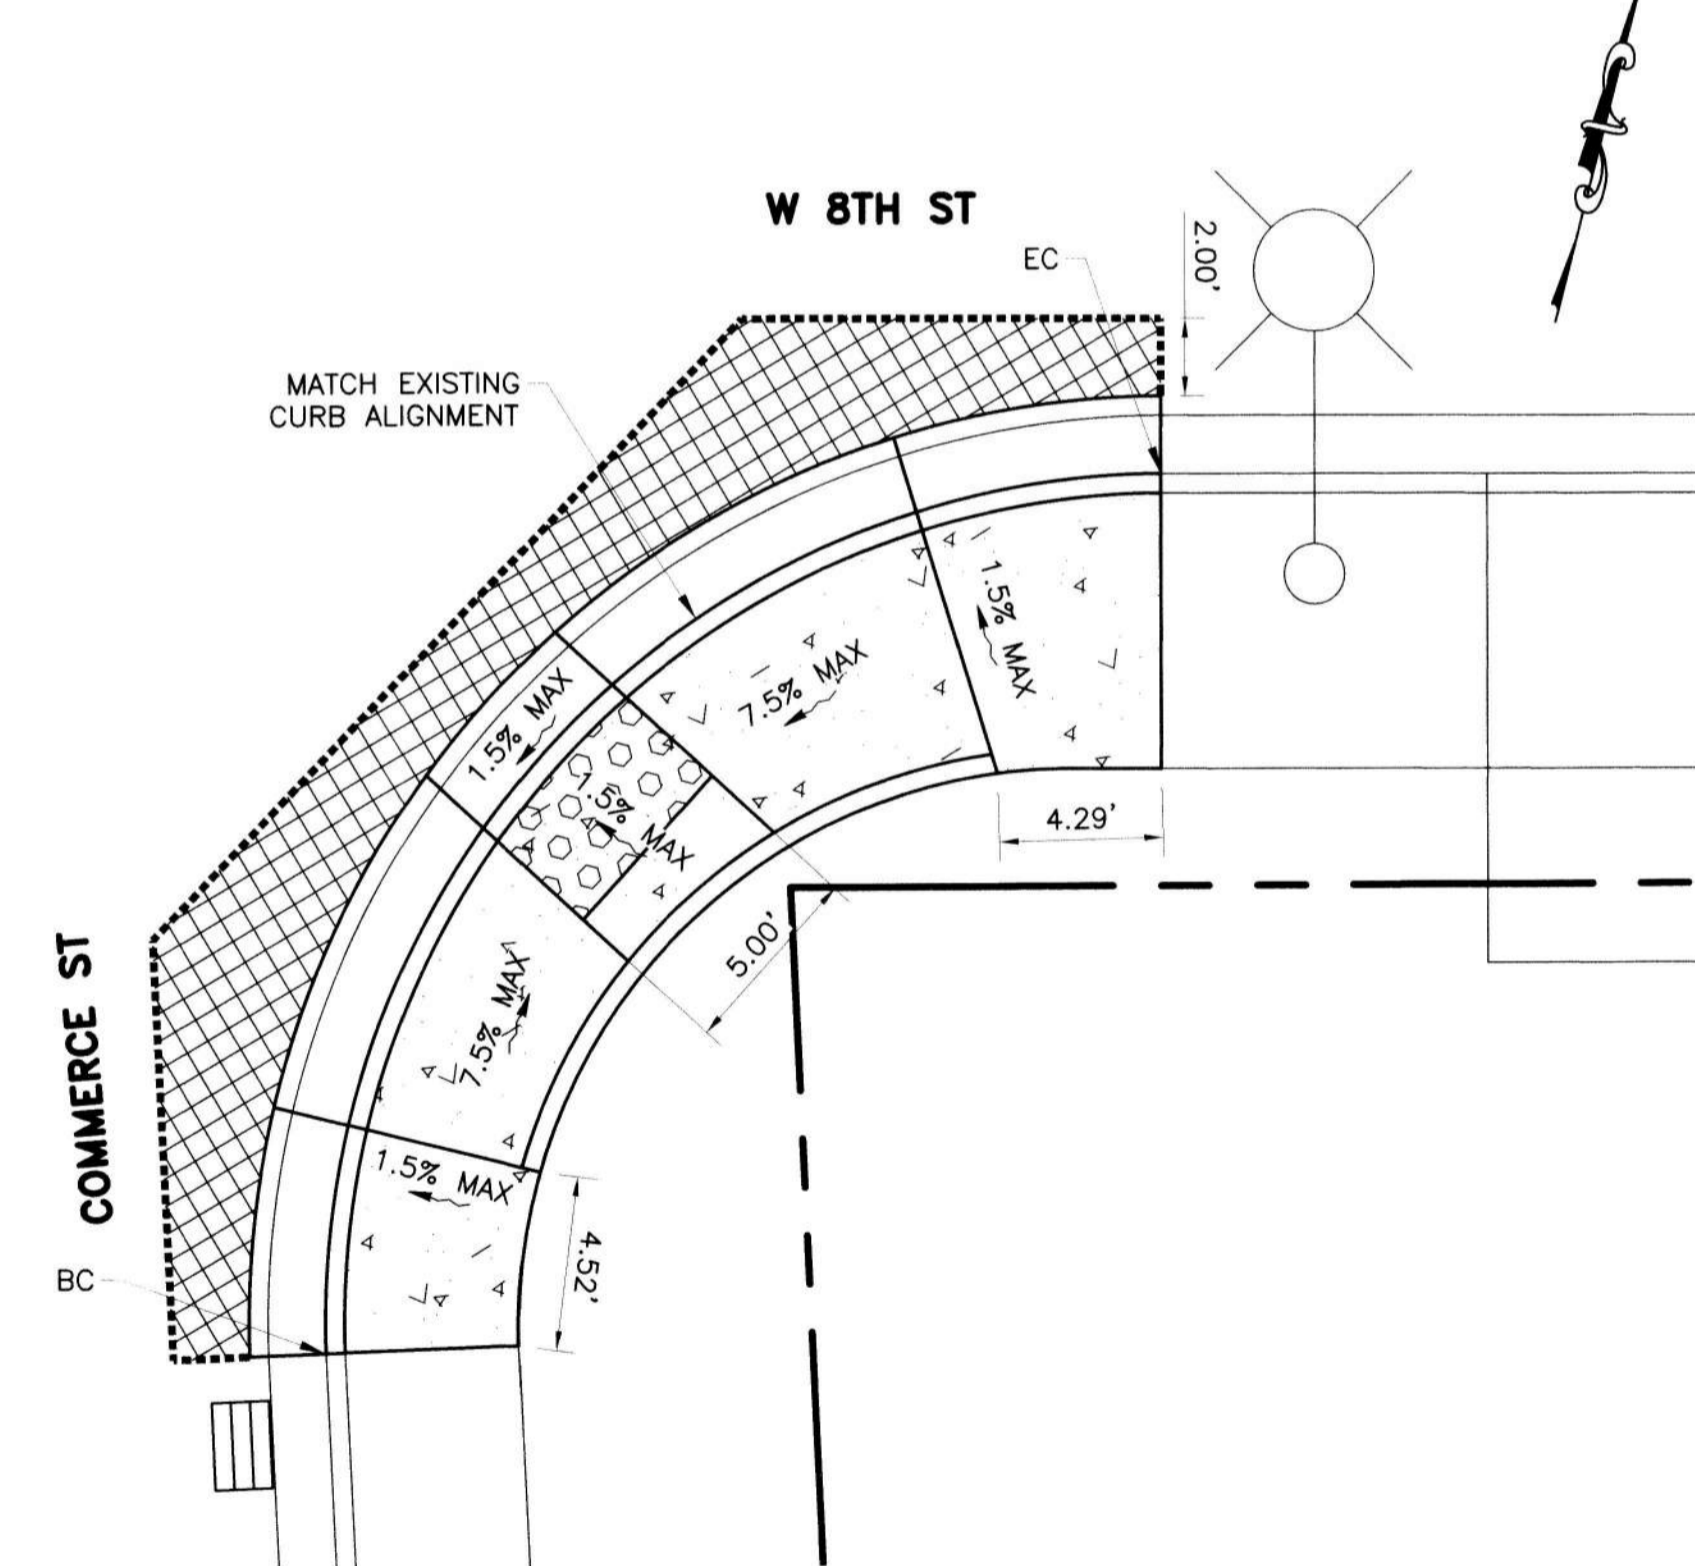 W 8TH ST
EC
2.00'
MATCH EXISTING
CURB ALIGNMENT
1.5% MAX
7.5% MAX
1.5% MAX
1.5% MAX
4.29'
5.00'
7.5% MAX
COMMERCE ST
1.5% MAX
4.52'
BC